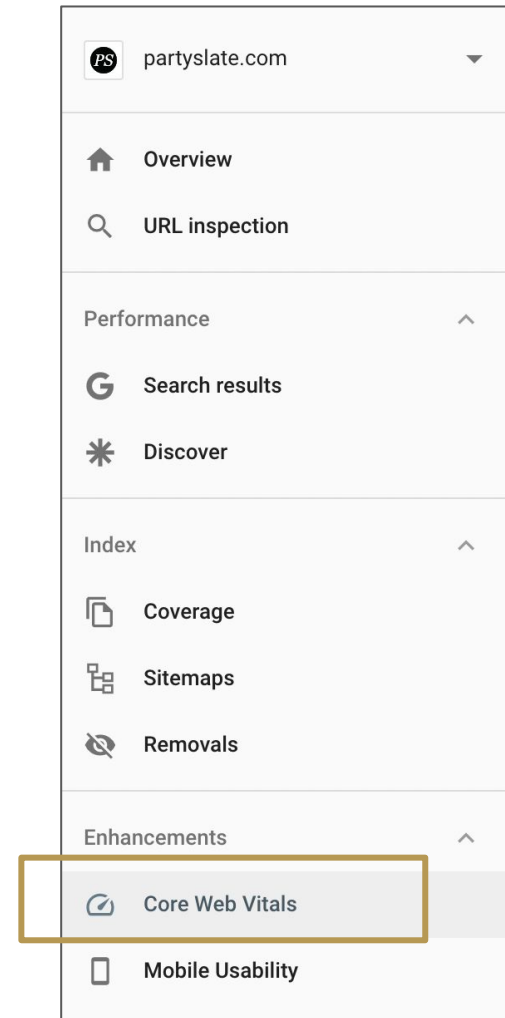 PS partyslate.com
Overview
URL inspection
Performance
G Search results
Discover
Index
Coverage
Sitemaps
Removals
Enhancements
Core Web Vitals
Mobile Usability